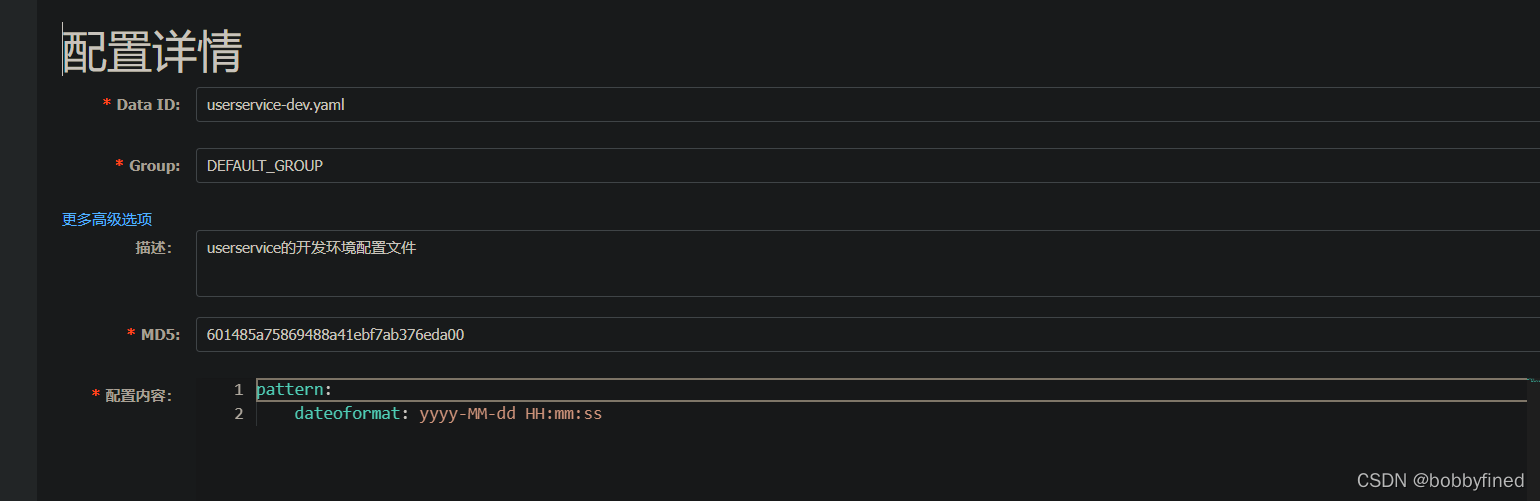 配置详情
* Data ID: userservice-dev.yaml
* Group: DEFAULT_GROUP
更多高级选项
描述: userservice的开发环境配置文件
* MD5: 601485a75869488a41ebf7ab376eda00
* 配置内容: 1 pattern:
2 dateoformat: yyyy-MM-dd HH:mm:ss
CSDN @bobbyfined